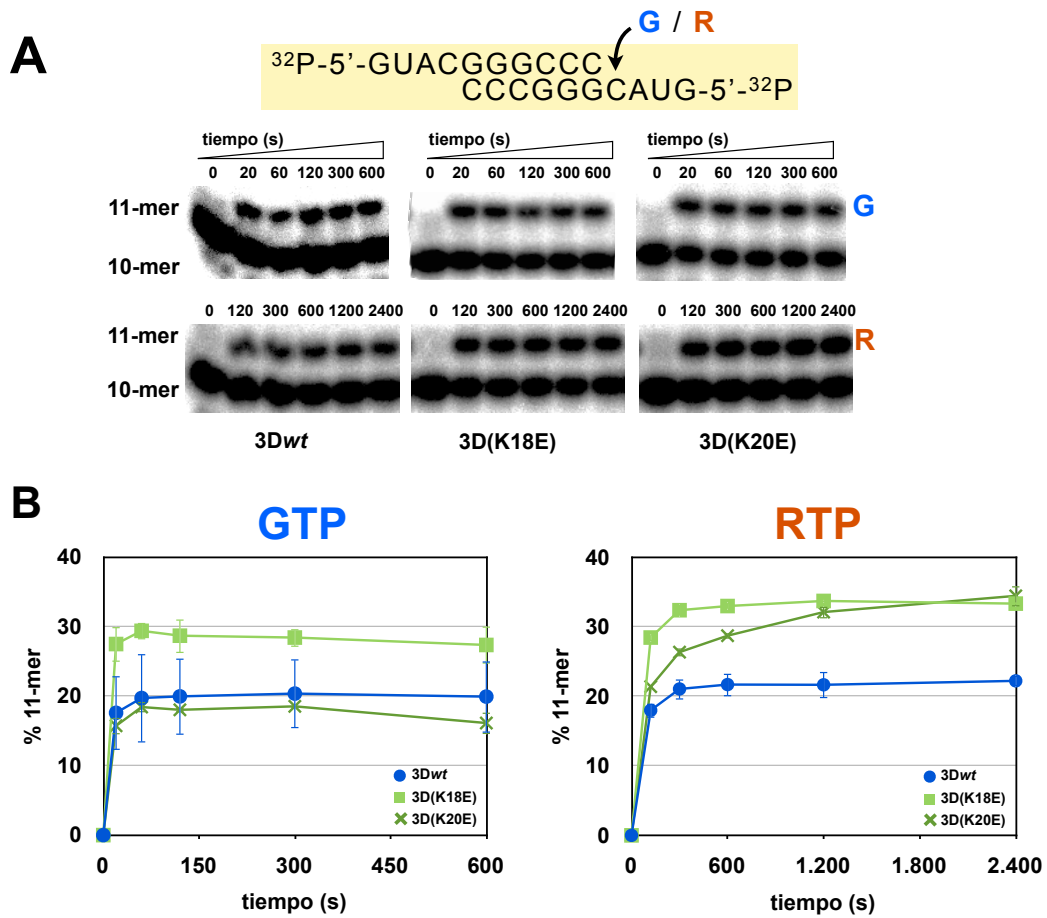 A
G / R
32P-5'-GUACGGGCCC
CCCGGGCAUG-5'-32P
tiempo (s) tiempo (s) tiempo (s)
0 20 60 120 300 600 0 20 60 120 300 600 0 20 60 120 300 600
11-mer G
10-mer
0 120 300 600 1200 2400 0 120 300 600 1200 2400 0 120 300 600 1200 2400
11-mer R
10-mer
3Dwt 3D(K18E) 3D(K20E)
B
GTP
% 11-mer
40
30
20
10
0
0 150 300 450 600
tiempo (s)
3Dwt
3D(K18E)
3D(K20E)
RTP
% 11-mer
40
30
20
10
0
0 600 1.200 1.800 2.400
tiempo (s)
3Dwt
3D(K18E)
3D(K20E)